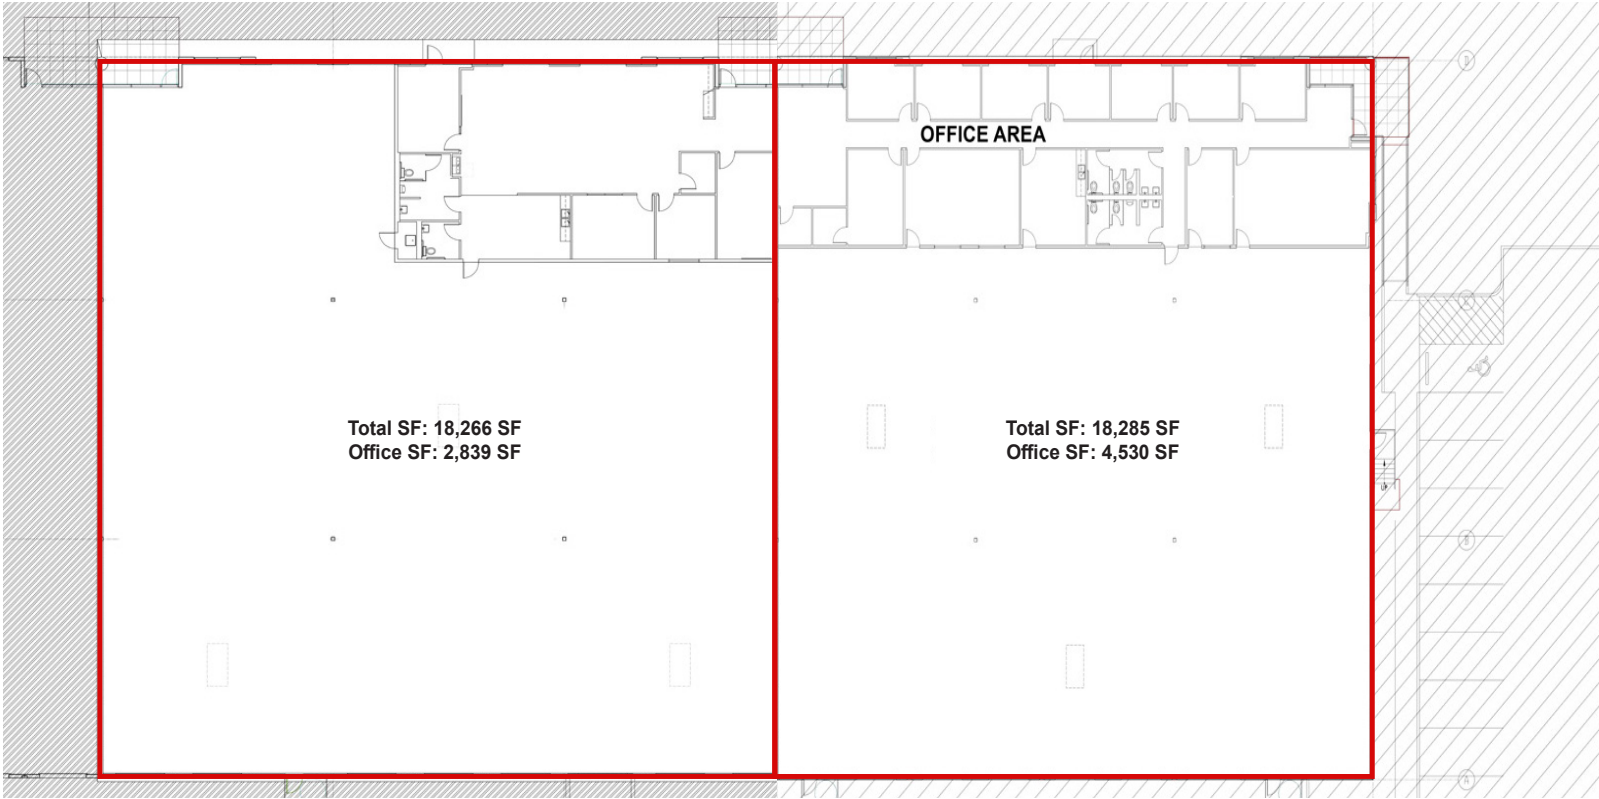 OFFICE AREA
Total SF: 18,266 SF
Office SF: 2,839 SF
Total SF: 18,285 SF
Office SF: 4,530 SF